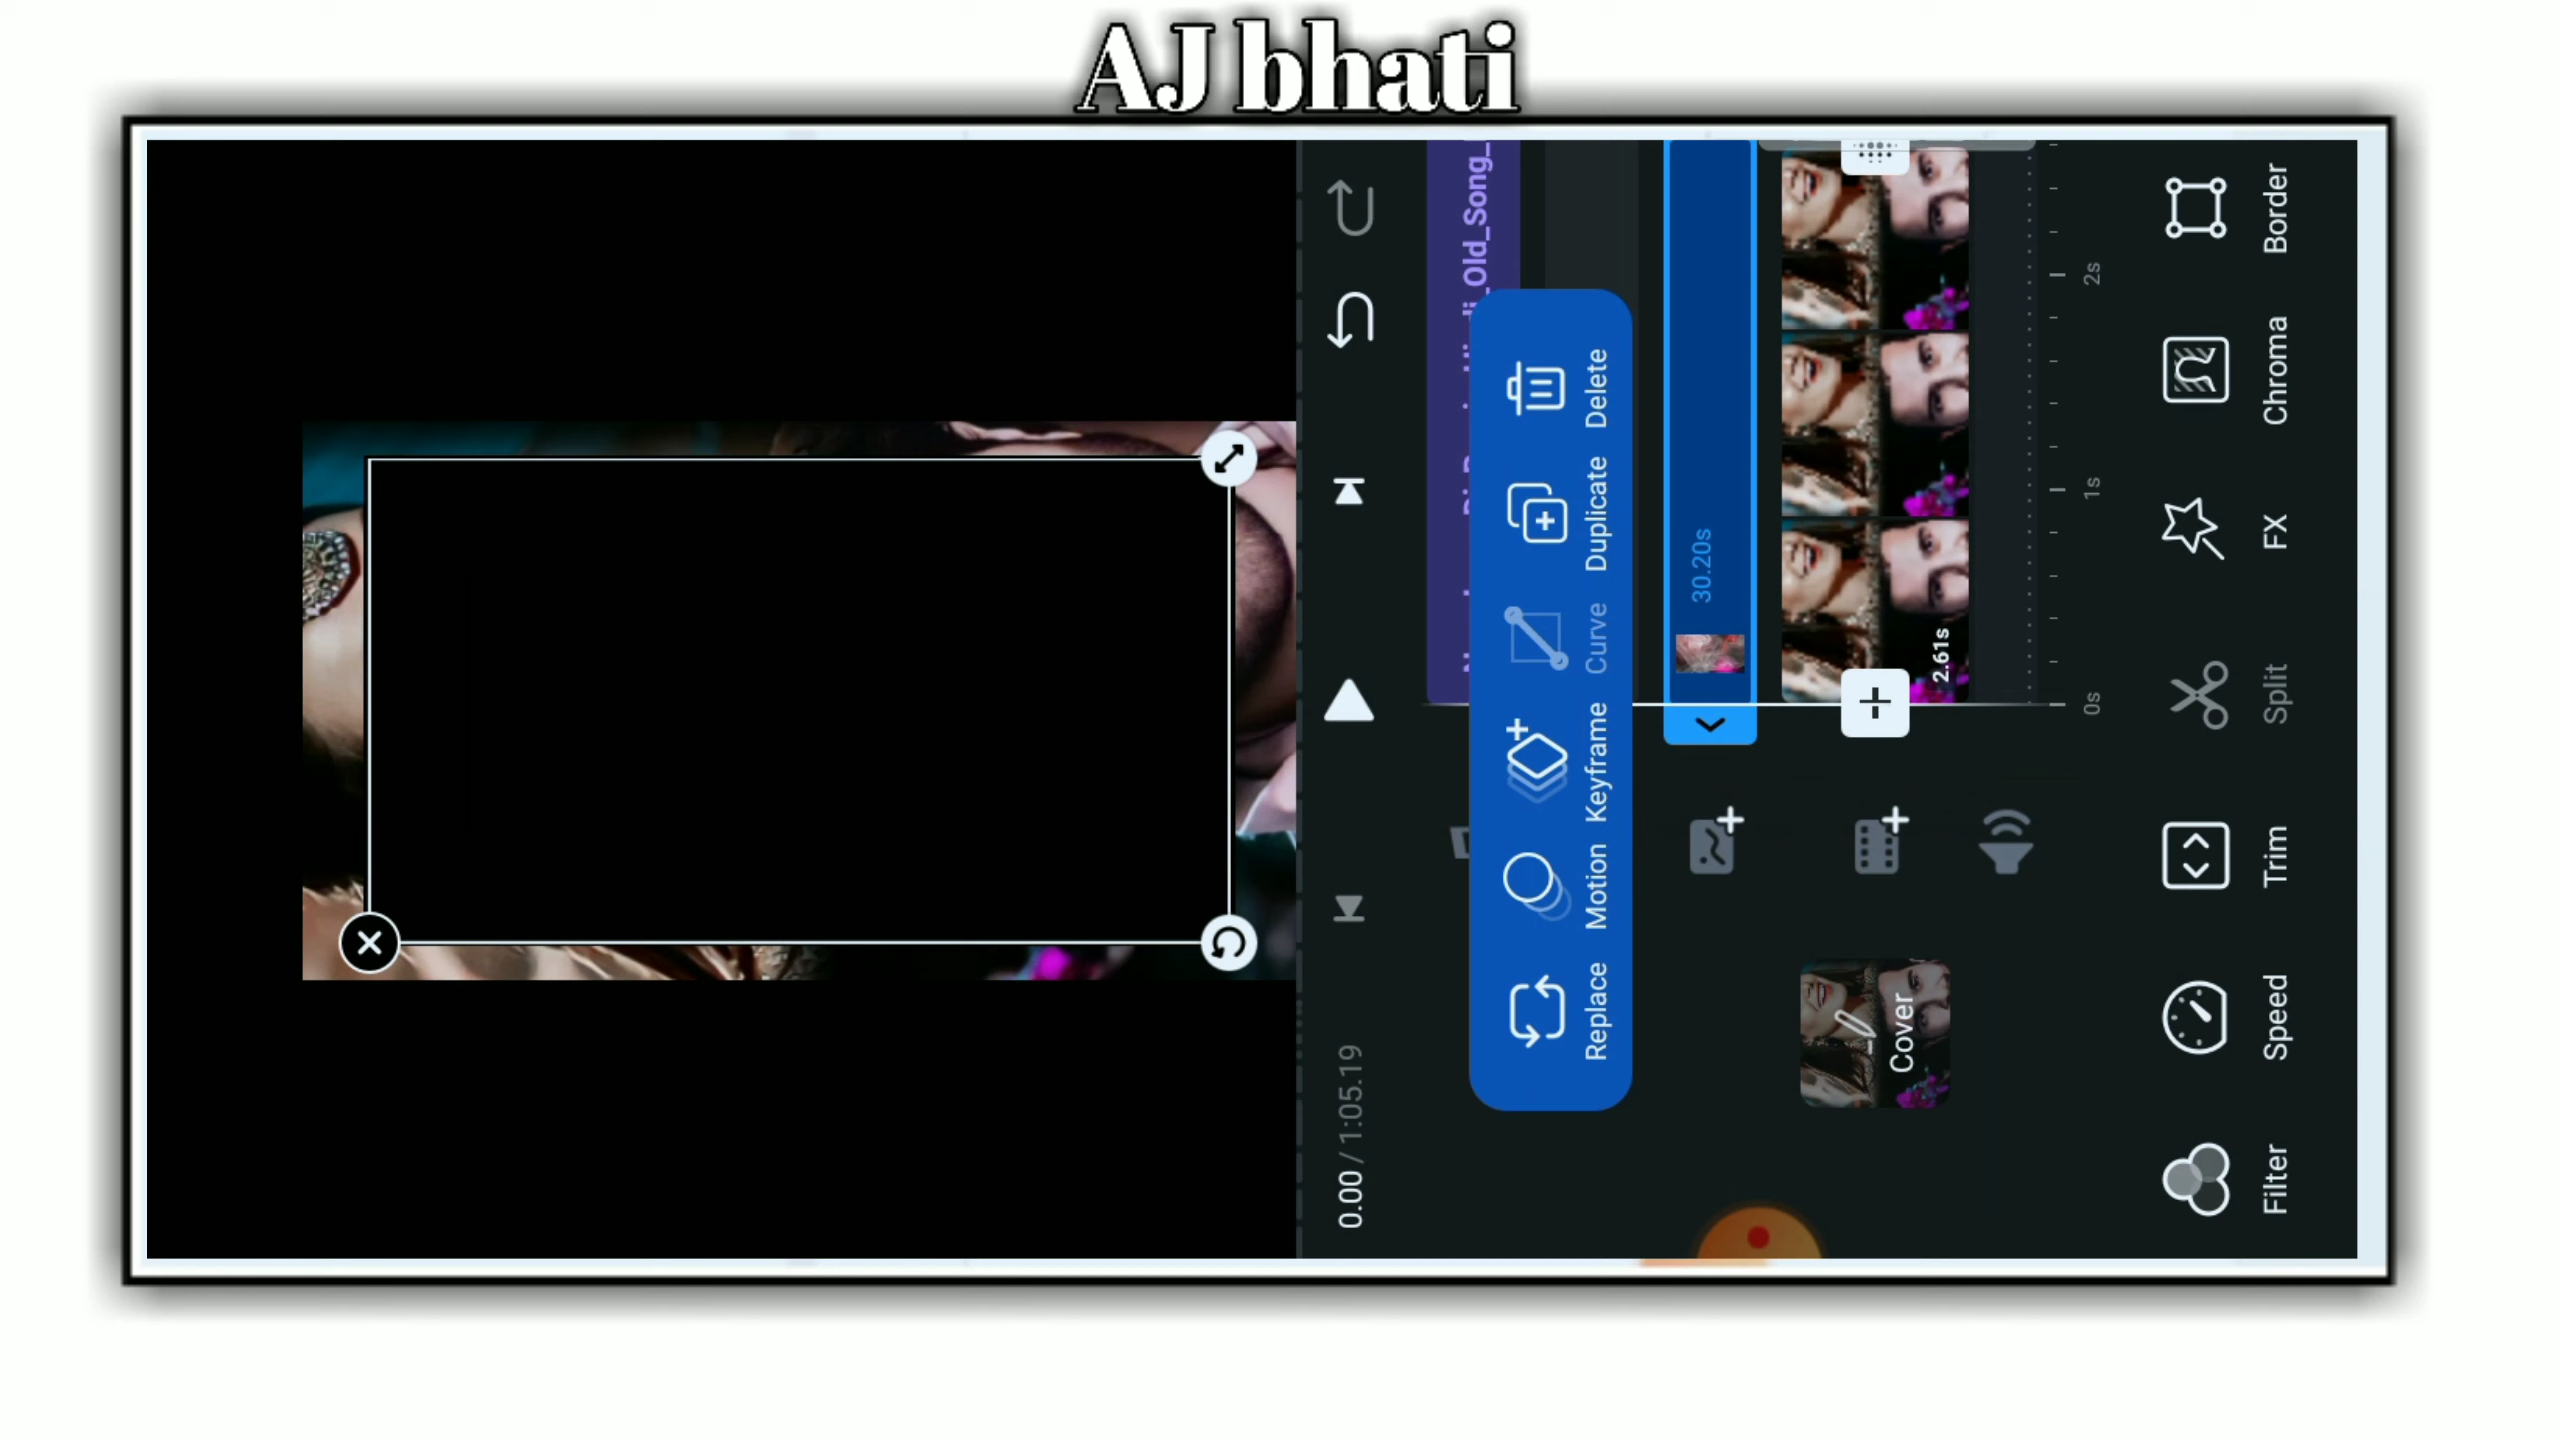 AJ bhati
0.00 / 1:05.19
_Old_Song_
Replace
Motion
Keyframe
Curve
Duplicate
Delete
30.20s
Cover
2.61s
0s
1s
2s
Filter
Speed
Trim
Split
FX
Chroma
Border